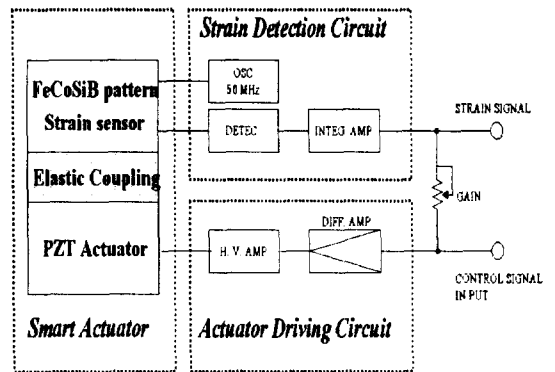 Strain Detection Circuit
OSC
50 MHz
FeCoSiB pattern
Strain sensor
DETEC
INTEG. AMP
STRAIN SIGNAL
Elastic Coupling
GAIN
PZT Actuator
H. V. AMP
DIFF. AMP
CONTROL SIGNAL
IN PUT
Smart Actuator
Actuator Driving Circuit